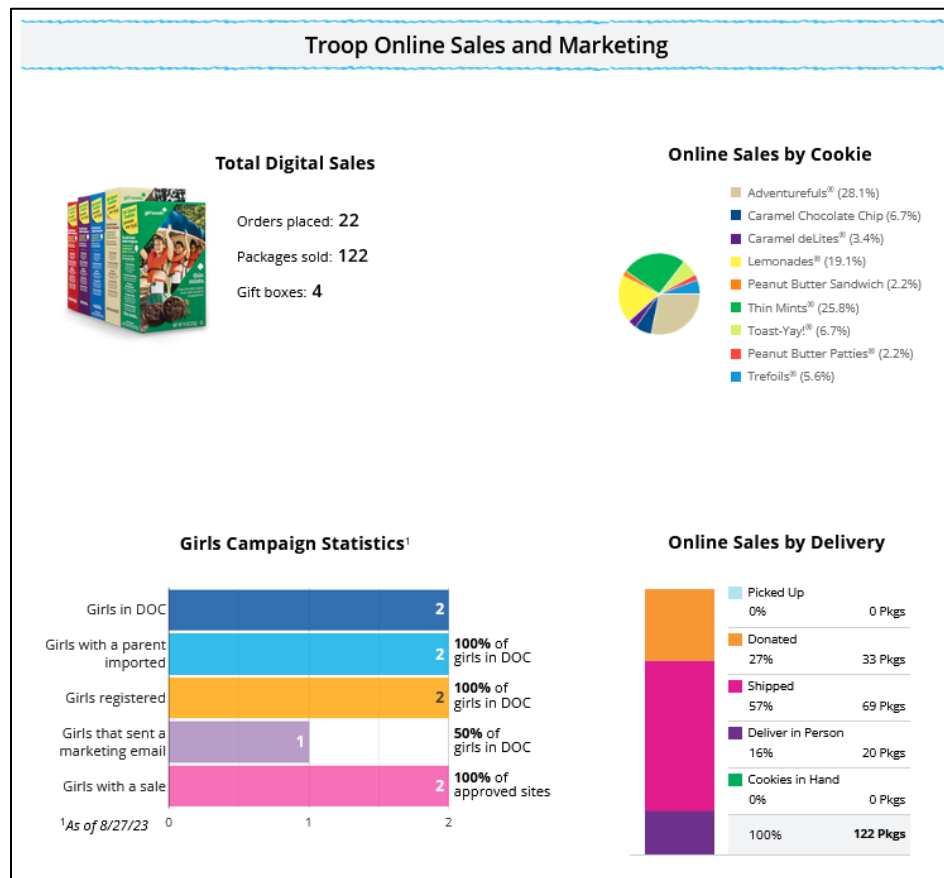 Troop Online Sales and Marketing
Total Digital Sales
Orders placed: 22
Packages sold: 122
Gift boxes: 4
thin mints
Online Sales by Cookie
Adventurefuls® (28.1%)
Caramel Chocolate Chip (6.7%)
Caramel deLites® (3.4%)
Lemonades® (19.1%)
Peanut Butter Sandwich (2.2%)
Thin Mints® (25.8%)
Toast-Yay!® (6.7%)
Peanut Butter Patties® (2.2%)
Trefoils® (5.6%)
Girls Campaign Statistics¹
Girls in DOC
2
Girls with a parent
imported
2
100% of
girls in DOC
Girls registered
2
100% of
girls in DOC
Girls that sent a
marketing email
1
50% of
girls in DOC
Girls with a sale
2
100% of
approved sites
0 1 2
¹As of 8/27/23
Online Sales by Delivery
Picked Up
0% 0 Pkgs
Donated
27% 33 Pkgs
Shipped
57% 69 Pkgs
Deliver in Person
16% 20 Pkgs
Cookies in Hand
0% 0 Pkgs
100% 122 Pkgs